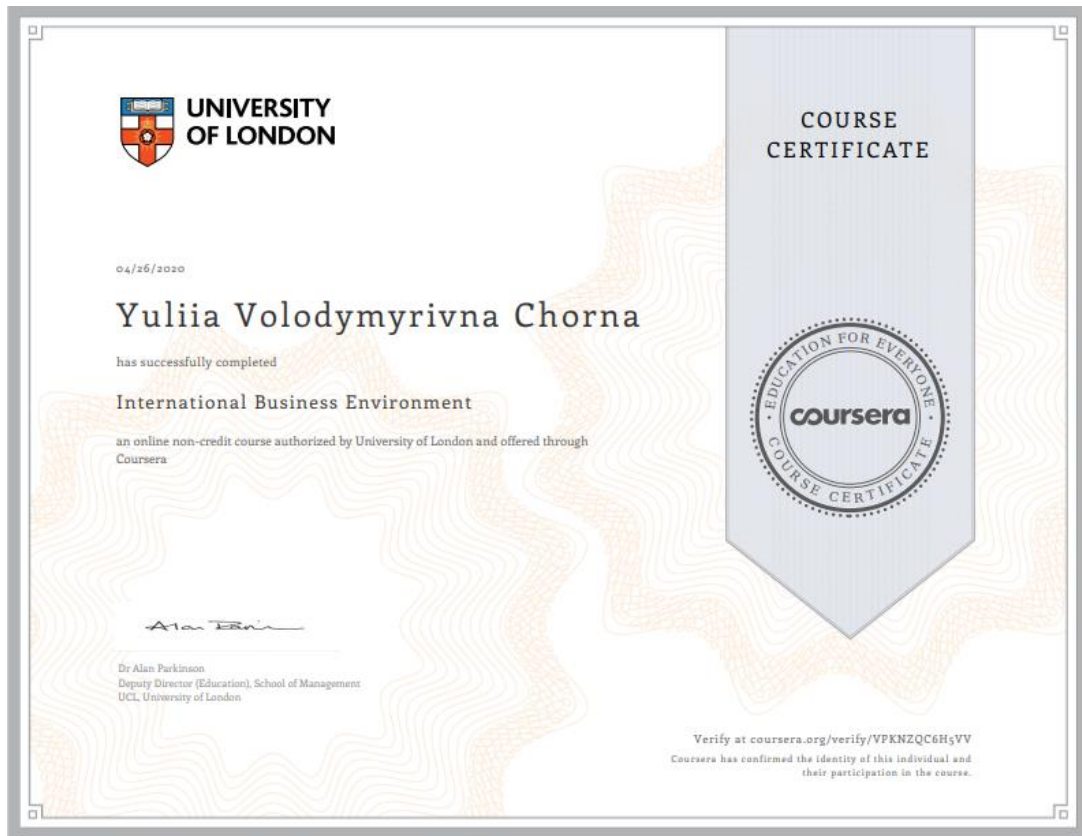 UNIVERSITY
OF LONDON
COURSE
CERTIFICATE
04/26/2020
Yuliia Volodymyrivna Chorna
has successfully completed
International Business Environment
an online non-credit course authorized by University of London and offered through
Coursera
EDUCATION FOR EVERYONE
coursera
COURSE CERTIFICATE
Dr Alan Parkinson
Deputy Director (Education), School of Management
UCL, University of London
Verify at coursera.org/verify/VPKNZQC6H5VV
Coursera has confirmed the identity of this individual and
their participation in the course.